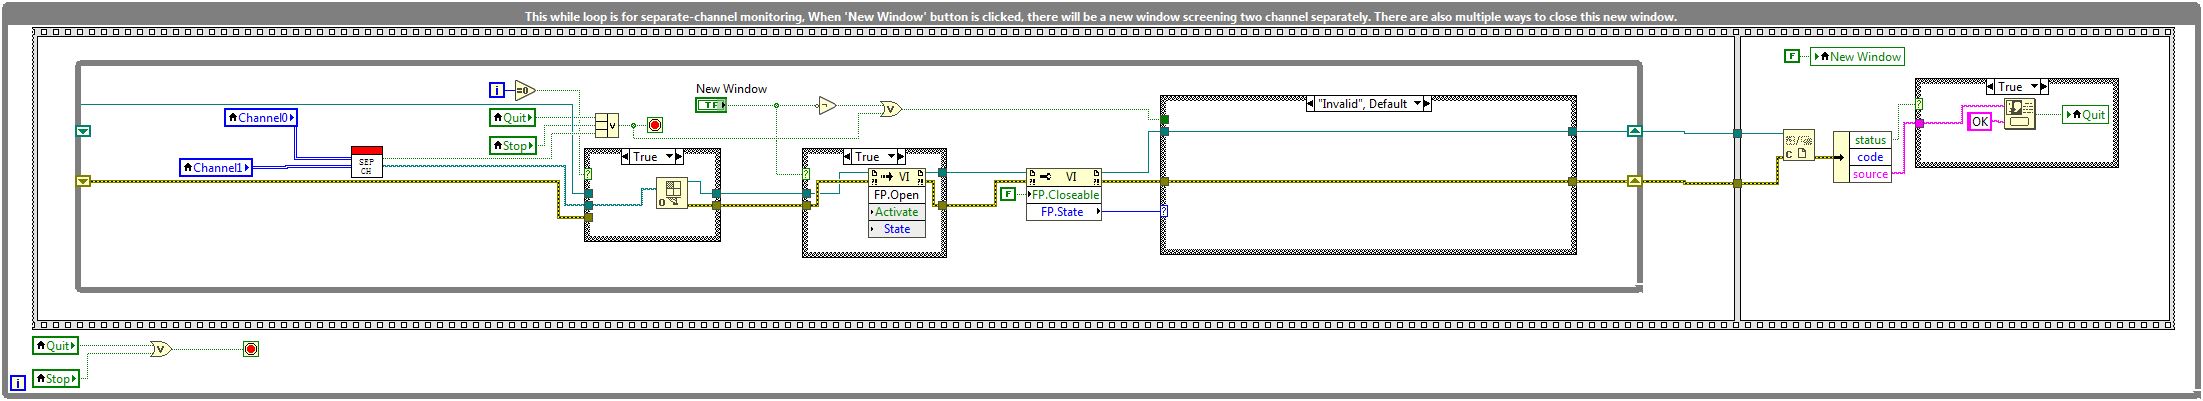 This while loop is for separate-channel monitoring, When 'New Window' button is clicked, there will be a new window screening two channel separately. There are also multiple ways to close this new window.
F
New Window
i
=0
New Window
TF
"Invalid", Default
True
Channel0
Quit
V
V
OK
Quit
Stop
status
True
True
SEP
CH
code
C
Channel1
VI
VI
source
FP.Open
F
FP.Closeable
O
Activate
FP.State
State
Quit
V
Stop
i